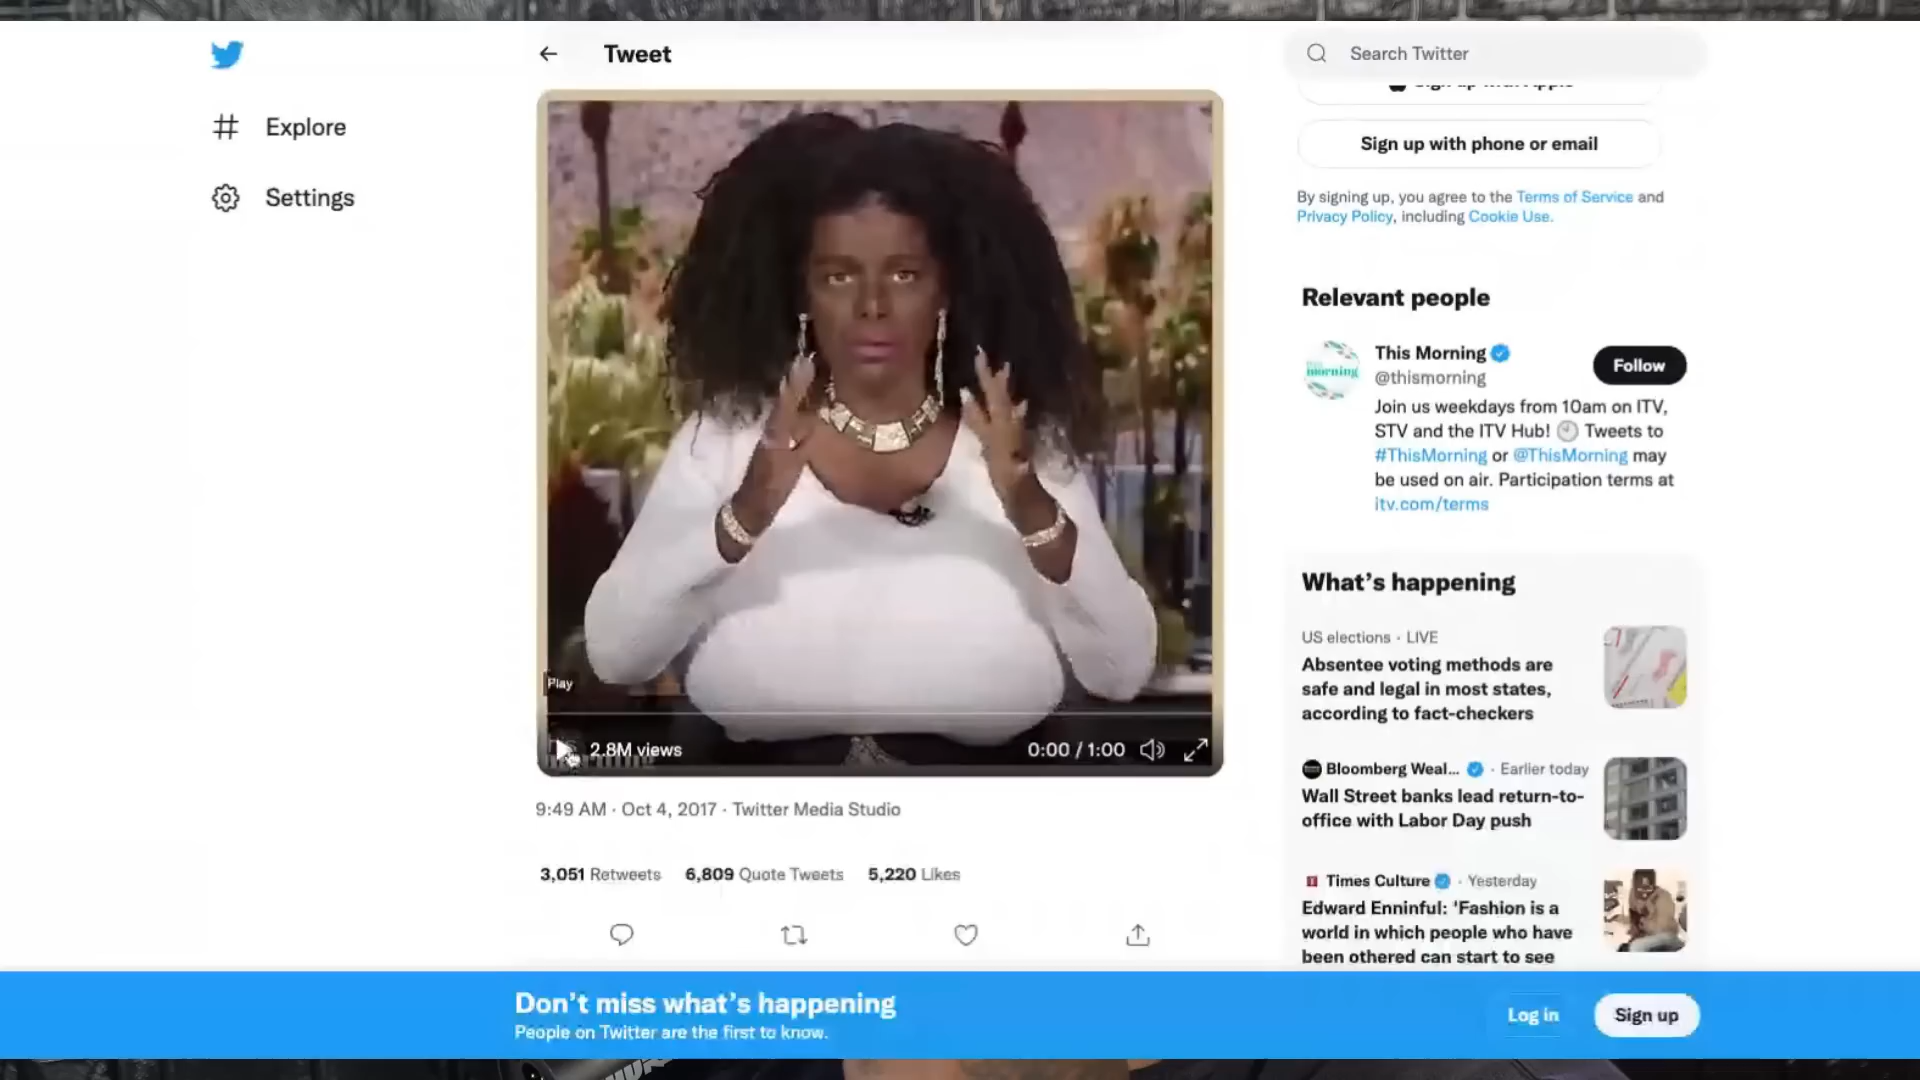 Tweet
Search Twitter
Explore
Settings
Sign up with phone or email
By signing up, you agree to the Terms of Service and
Privacy Policy, including Cookie Use.
Relevant people
morning
This Morning
@thismorning
Follow
Join us weekdays from 10am on ITV,
STV and the ITV Hub! Tweets to
#ThisMorning or @ThisMorning may
be used on air. Participation terms at
itv.com/terms
Play
2.8M views
0:00 / 1:00
9:49 AM · Oct 4, 2017 · Twitter Media Studio
3,051 Retweets 6,809 Quote Tweets 5,220 Likes
What's happening
US elections · LIVE
Absentee voting methods are
safe and legal in most states,
according to fact-checkers
Bloomberg Weal... · Earlier today
Wall Street banks lead return-to-
office with Labor Day push
Times Culture · Yesterday
Edward Enninful: 'Fashion is a
world in which people who have
been othered can start to see
Don't miss what's happening
People on Twitter are the first to know.
Log in
Sign up